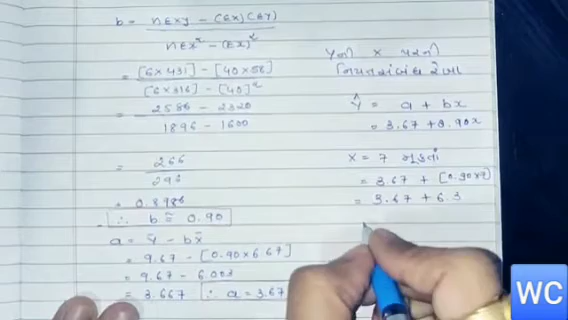 b = nΣxy - (Σx)(Σy)
nΣx² - (Σx)²
= [6×431] - [40×58]
[6×316] - [40]²
= 2586 - 2320
1896 - 1600
= 266
296
= 0.8986
∴ b ≅ 0.90
a = ȳ - bx̄
= 9.67 - [0.90×6.67]
= 9.67 - 6.003
= 3.667 ∴ a = 3.67
Yની X પરની
નિયતસંબંધ રેખા
ŷ = a + bx
= 3.67 + 0.90x
X = 7 મૂકતાં
= 3.67 + [0.90×7]
= 3.67 + 6.3
WC